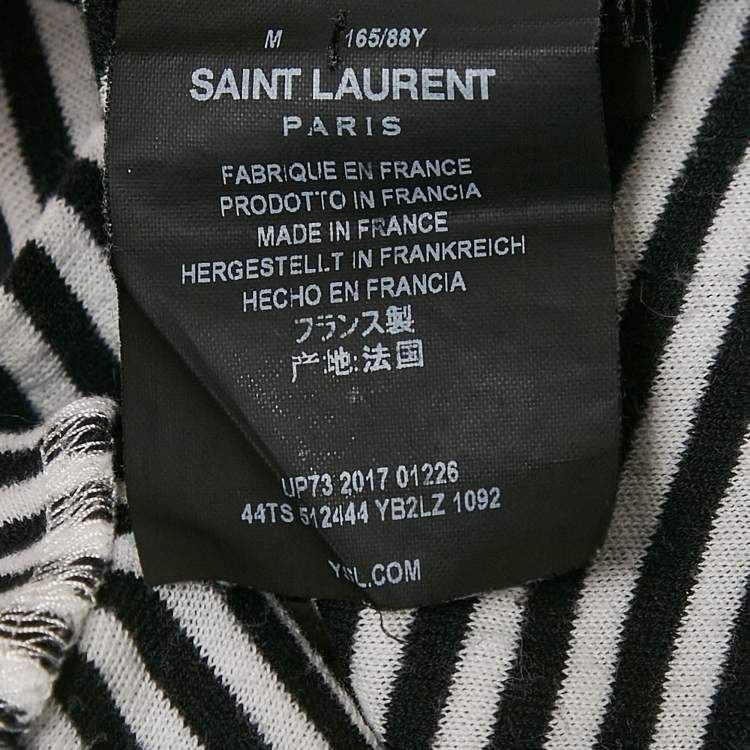 M 165/88Y
SAINT LAURENT
PARIS
FABRIQUE EN FRANCE
PRODOTTO IN FRANCIA
MADE IN FRANCE
HERGESTELLT IN FRANKREICH
HECHO EN FRANCIA
フランス製
产地:法国
UP73 2017 01226
44TS 512444 YB2LZ 1092
YSL.COM